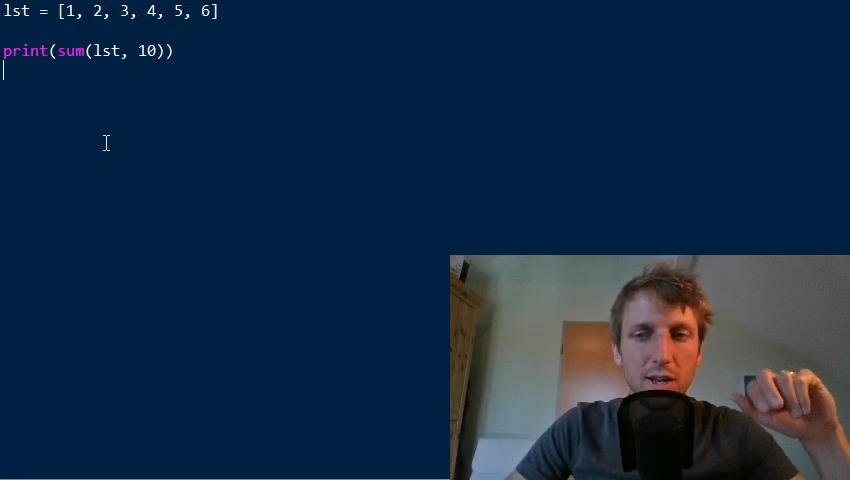 lst = [1, 2, 3, 4, 5, 6]
print(sum(lst, 10))